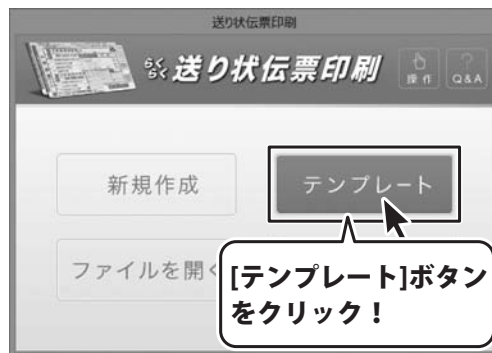 送り状伝票印刷
らくらく 送り状伝票印刷
操作
?
Q&A
新規作成
テンプレート
ファイルを開く
[テンプレート]ボタン
をクリック！